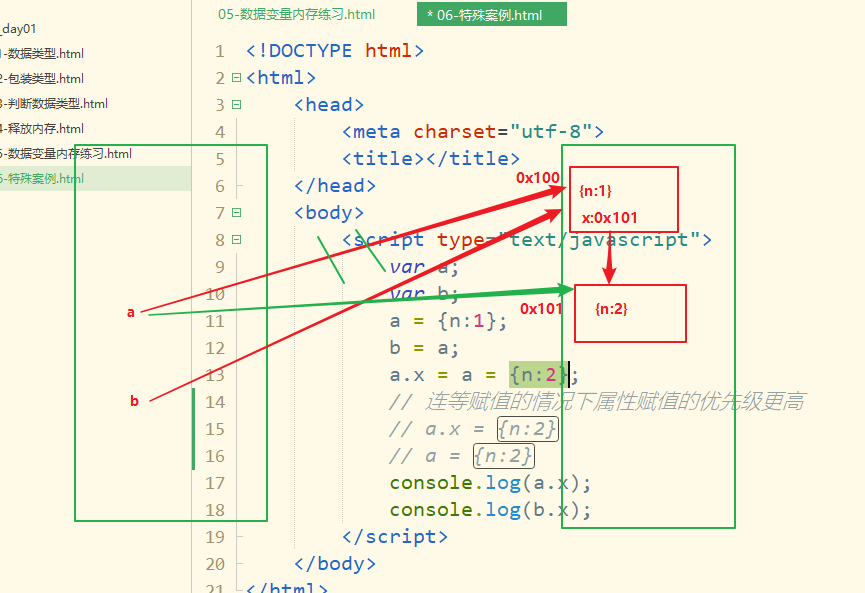 05-数据变量内存练习.html
* 06-特殊案例.html
_day01
-数据类型.html
2-包装类型.html
3-判断数据类型.html
4-释放内存.html
5-数据变量内存练习.html
6-特殊案例.html
1 <!DOCTYPE html>
2 <html>
3 <head>
4 <meta charset="utf-8">
5 <title></title>
6 </head>
7 <body>
8 <script type="text/javascript">
9 var a;
10 var b;
11 a = {n:1};
12 b = a;
13 a.x = a = {n:2};
14 // 连等赋值的情况下属性赋值的优先级更高
15 // a.x = {n:2}
16 // a = {n:2}
17 console.log(a.x);
18 console.log(b.x);
19 </script>
20 </body>
21 </html>
a
b
0x100
{n:1}
x:0x101
0x101
{n:2}